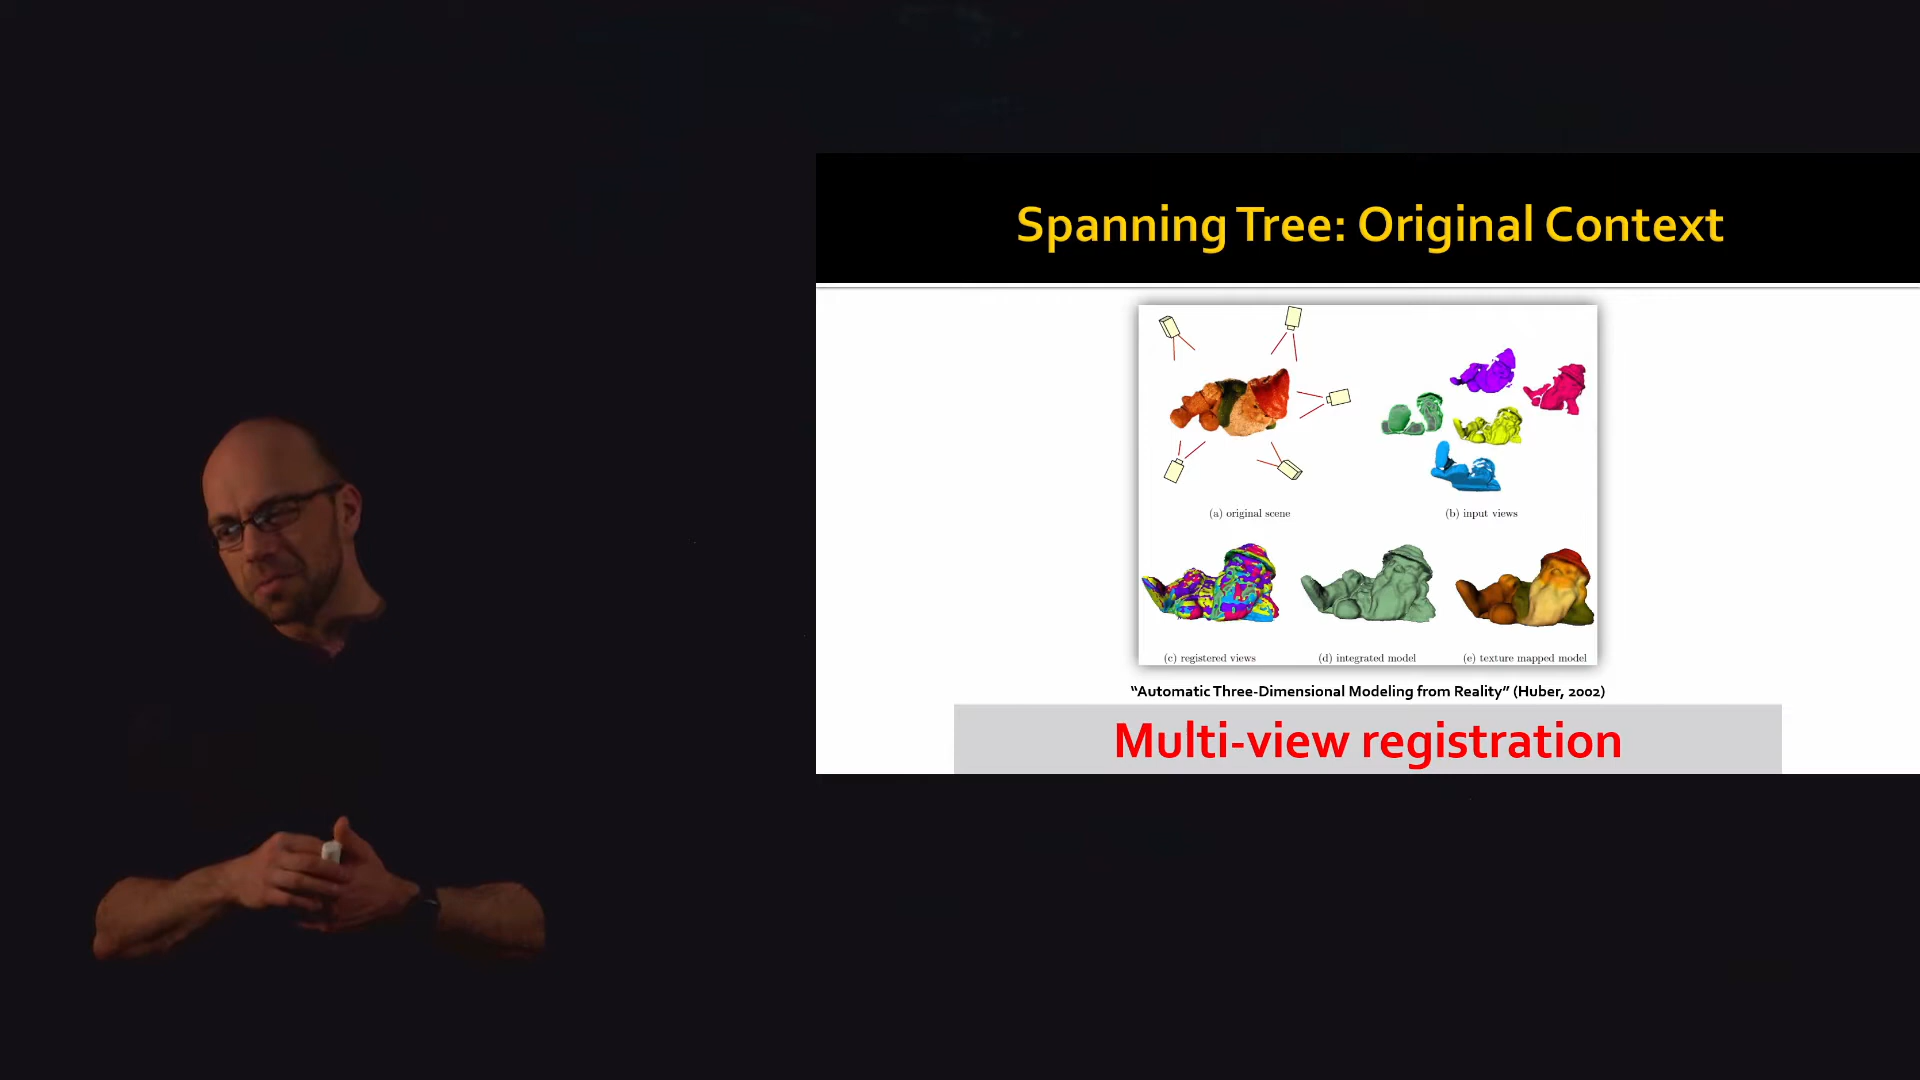 Spanning Tree: Original Context
(a) original scene
(b) input views
(c) registered views
(d) integrated model
(e) texture mapped model
“Automatic Three-Dimensional Modeling from Reality” (Huber, 2002)
Multi-view registration